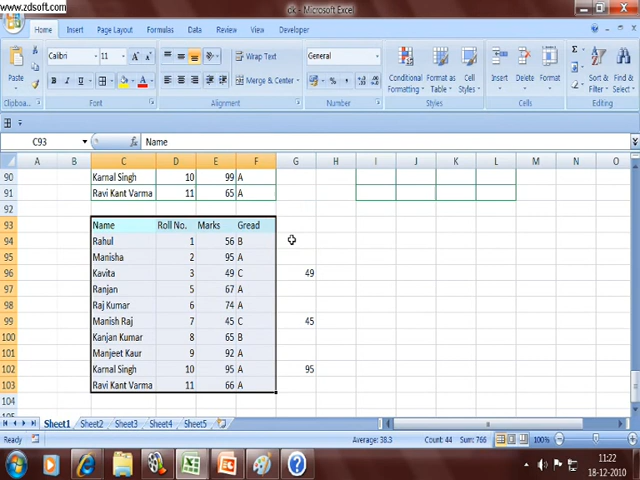 www.zdsoft.com
dk - Microsoft Excel
Home Insert Page Layout Formulas Data Review View Developer
Paste
Calibri 11
Wrap Text
General
Conditional Formatting
Format as Table
Cell Styles
Insert Delete Format
Sort & Filter
Find & Select
B I U
Merge & Center
Font Alignment Number Styles Cells Editing
C93 fx Name
A B C D E F G H I J K L M N O
90 Karnal Singh 10 99 A
91 Ravi Kant Varma 11 65 A
92
93 Name Roll No. Marks Gread
94 Rahul 1 56 B
95 Manisha 2 95 A
96 Kavita 3 49 C 49
97 Ranjan 5 67 A
98 Raj Kumar 6 74 A
99 Manish Raj 7 45 C 45
100 Kanjan Kumar 8 65 B
101 Manjeet Kaur 9 92 A
102 Karnal Singh 10 95 A 95
103 Ravi Kant Varma 11 66 A
104
Sheet1 Sheet2 Sheet3 Sheet4 Sheet5
Ready Average: 38.3 Count: 44 Sum: 766 100%
11:22
18-12-2010